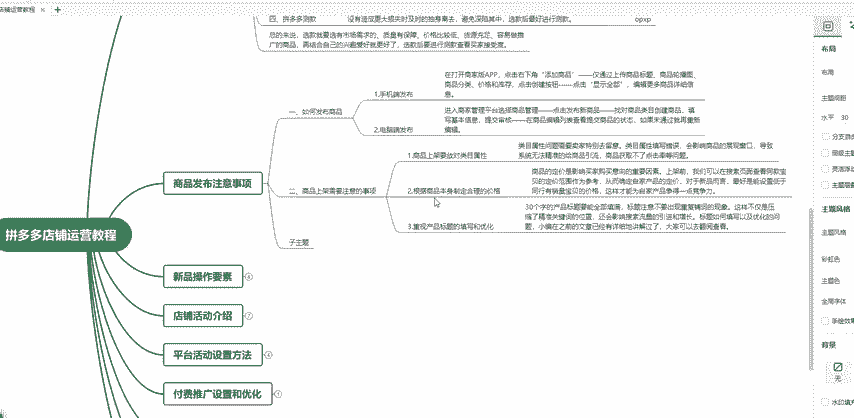 店铺运营教程 × +
四、拼多多测款
没有造成更大损失时及时的抽身离去，避免深陷其中，选款后最好进行测款。
opxp
总的来说，选款就要选有市场需求的、质量有保障、价格比较低、货源充足、容易做推
广的商品，再结合自己的兴趣爱好就更好了，选款后要进行测款查看买家接受度。
商品发布注意事项
一、如何发布商品
1.手机端发布
在打开商家版APP，点击右下角“添加商品”——仅通过上传商品标题、商品轮播图、
商品分类、价格和库存，点击创建按钮------点击“显示全部”，编辑更多商品详细信
息。
2.电脑端发布
进入商家管理平台选择商品管理——点击发布新商品——找对商品类目创建商品，填
写基本信息，提交审核——在商品编辑列表查看提交商品的状态，如果未通过就再重新
编辑。
二、商品上架需要注意的事项
1.商品上架要放对类目属性
类目属性问题需要卖家特别去留意。类目属性填写错误，会影响商品的展现窗口，导致
系统无法精准的给商品引流，商品获取不了点击率等问题。
2.根据商品本身制定合理的价格
商品的定价是影响买家购买意向的重要因素。上架前，我们可以在搜索页面查看同款宝
贝的定价范围作为参考，从而确定自家产品的定价，对于新品而言，最好是能设置低于
同行有销量宝贝的价格，这样才能为自家产品争得一点竞争力。
3.重视产品标题的填写和优化
30个字的产品标题要能全部填满，标题注意不要出现重复铺词的现象。这样不仅是压
缩了精准关键词的位置，还会影响搜索流量的引进和增长。标题如何填写以及优化的问
题，小编在之前的文章已经有详细地讲解过了，大家可以去翻阅查看。
子主题
拼多多店铺运营教程
新品操作要素
店铺活动介绍
平台活动设置方法
付费推广设置和优化
布局
布局
主题间距
水平 30
同级主题
主题风格
主题风格
彩虹色
主题色
全局字体
手绘效果
背景
无
水印填充